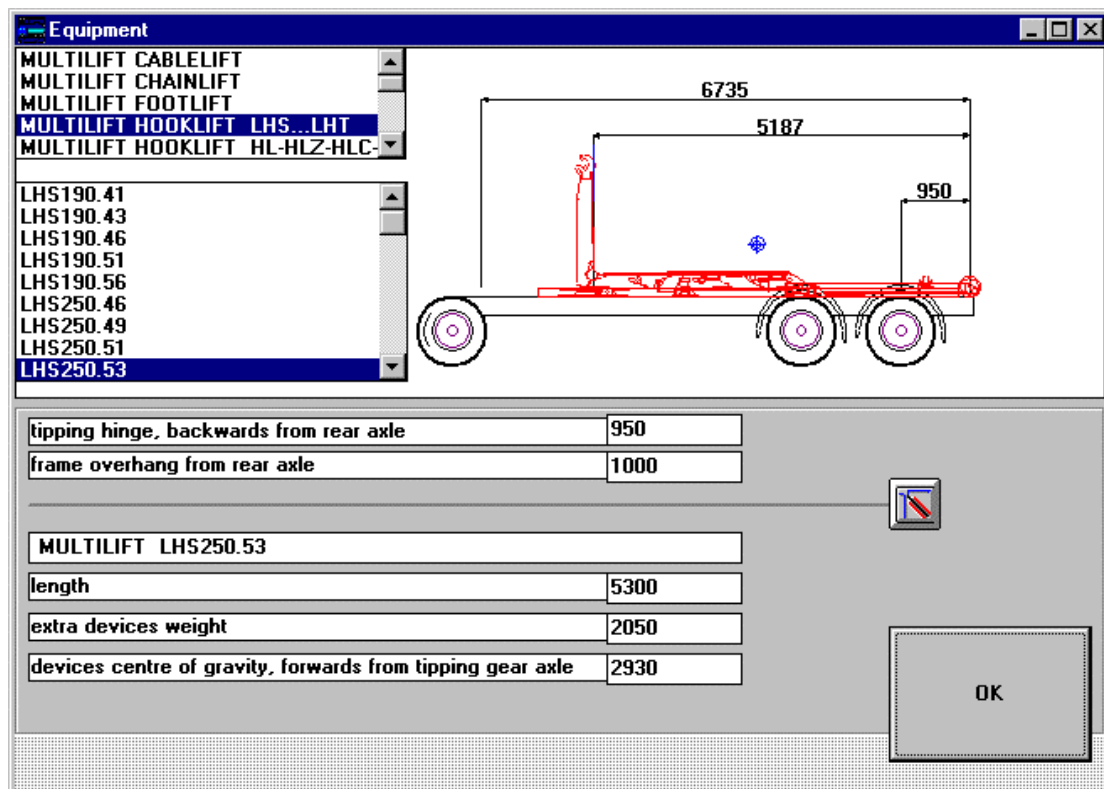 Equipment
MULTILIFT CABLELIFT
MULTILIFT CHAINLIFT
MULTILIFT FOOTLIFT
MULTILIFT HOOKLIFT LHS...LHT
MULTILIFT HOOKLIFT HL-HLZ-HLC-
LHS190.41
LHS190.43
LHS190.46
LHS190.51
LHS190.56
LHS250.46
LHS250.49
LHS250.51
LHS250.53
6735
5187
950
tipping hinge, backwards from rear axle 950
frame overhang from rear axle 1000
MULTILIFT LHS250.53
length 5300
extra devices weight 2050
devices centre of gravity, forwards from tipping gear axle 2930
OK